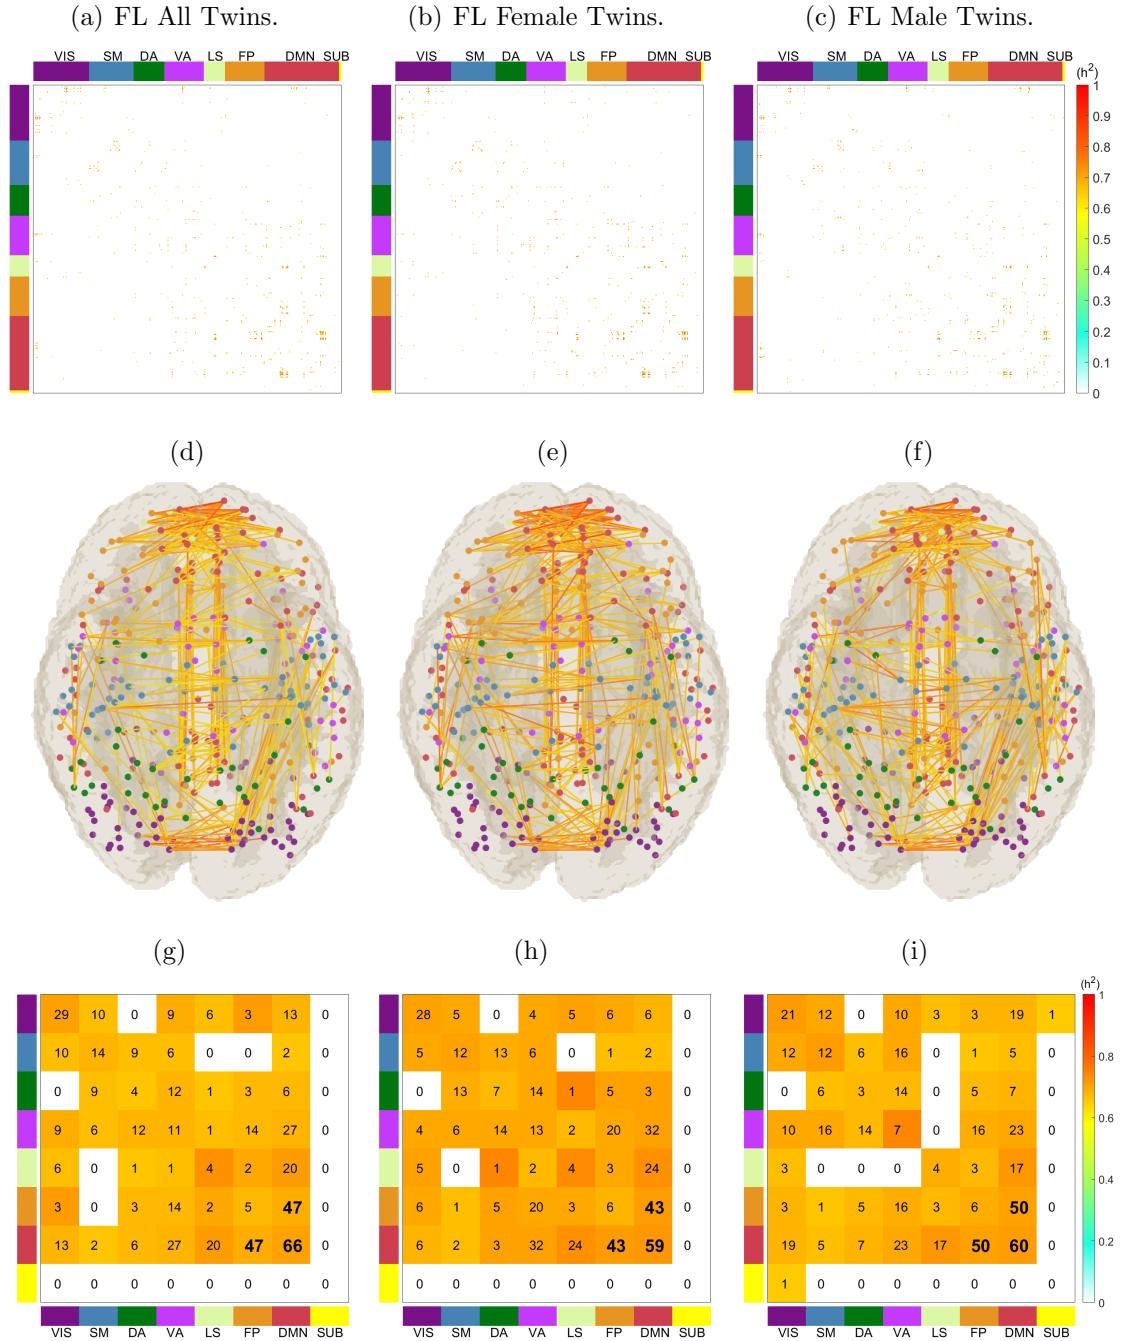 (a) FL All Twins.
(b) FL Female Twins.
(c) FL Male Twins.
VIS SM DA VA LS FP DMN SUB
VIS SM DA VA LS FP DMN SUB
VIS SM DA VA LS FP DMN SUB
(h²)
1
0.9
0.8
0.7
0.6
0.5
0.4
0.3
0.2
0.1
0
(d)
(e)
(f)
(g)
(h)
(i)
29 10 0 9 6 3 13 0
10 14 9 6 0 0 2 0
0 9 4 12 1 3 6 0
9 6 12 11 1 14 27 0
6 0 1 1 4 2 20 0
3 0 3 14 2 5 47 0
13 2 6 27 20 47 66 0
0 0 0 0 0 0 0 0
VIS SM DA VA LS FP DMN SUB
28 5 0 4 5 6 6 0
5 12 13 6 0 1 2 0
0 13 7 14 1 5 3 0
4 6 14 13 2 20 32 0
5 0 1 2 4 3 24 0
6 1 5 20 3 6 43 0
6 2 3 32 24 43 59 0
0 0 0 0 0 0 0 0
VIS SM DA VA LS FP DMN SUB
21 12 0 10 3 3 19 1
12 12 6 16 0 1 5 0
0 6 3 14 0 5 7 0
10 16 14 7 0 16 23 0
3 0 0 0 4 3 17 0
3 1 5 16 3 6 50 0
19 5 7 23 17 50 60 0
1 0 0 0 0 0 0 0
VIS SM DA VA LS FP DMN SUB
(h²)
1
0.8
0.6
0.4
0.2
0